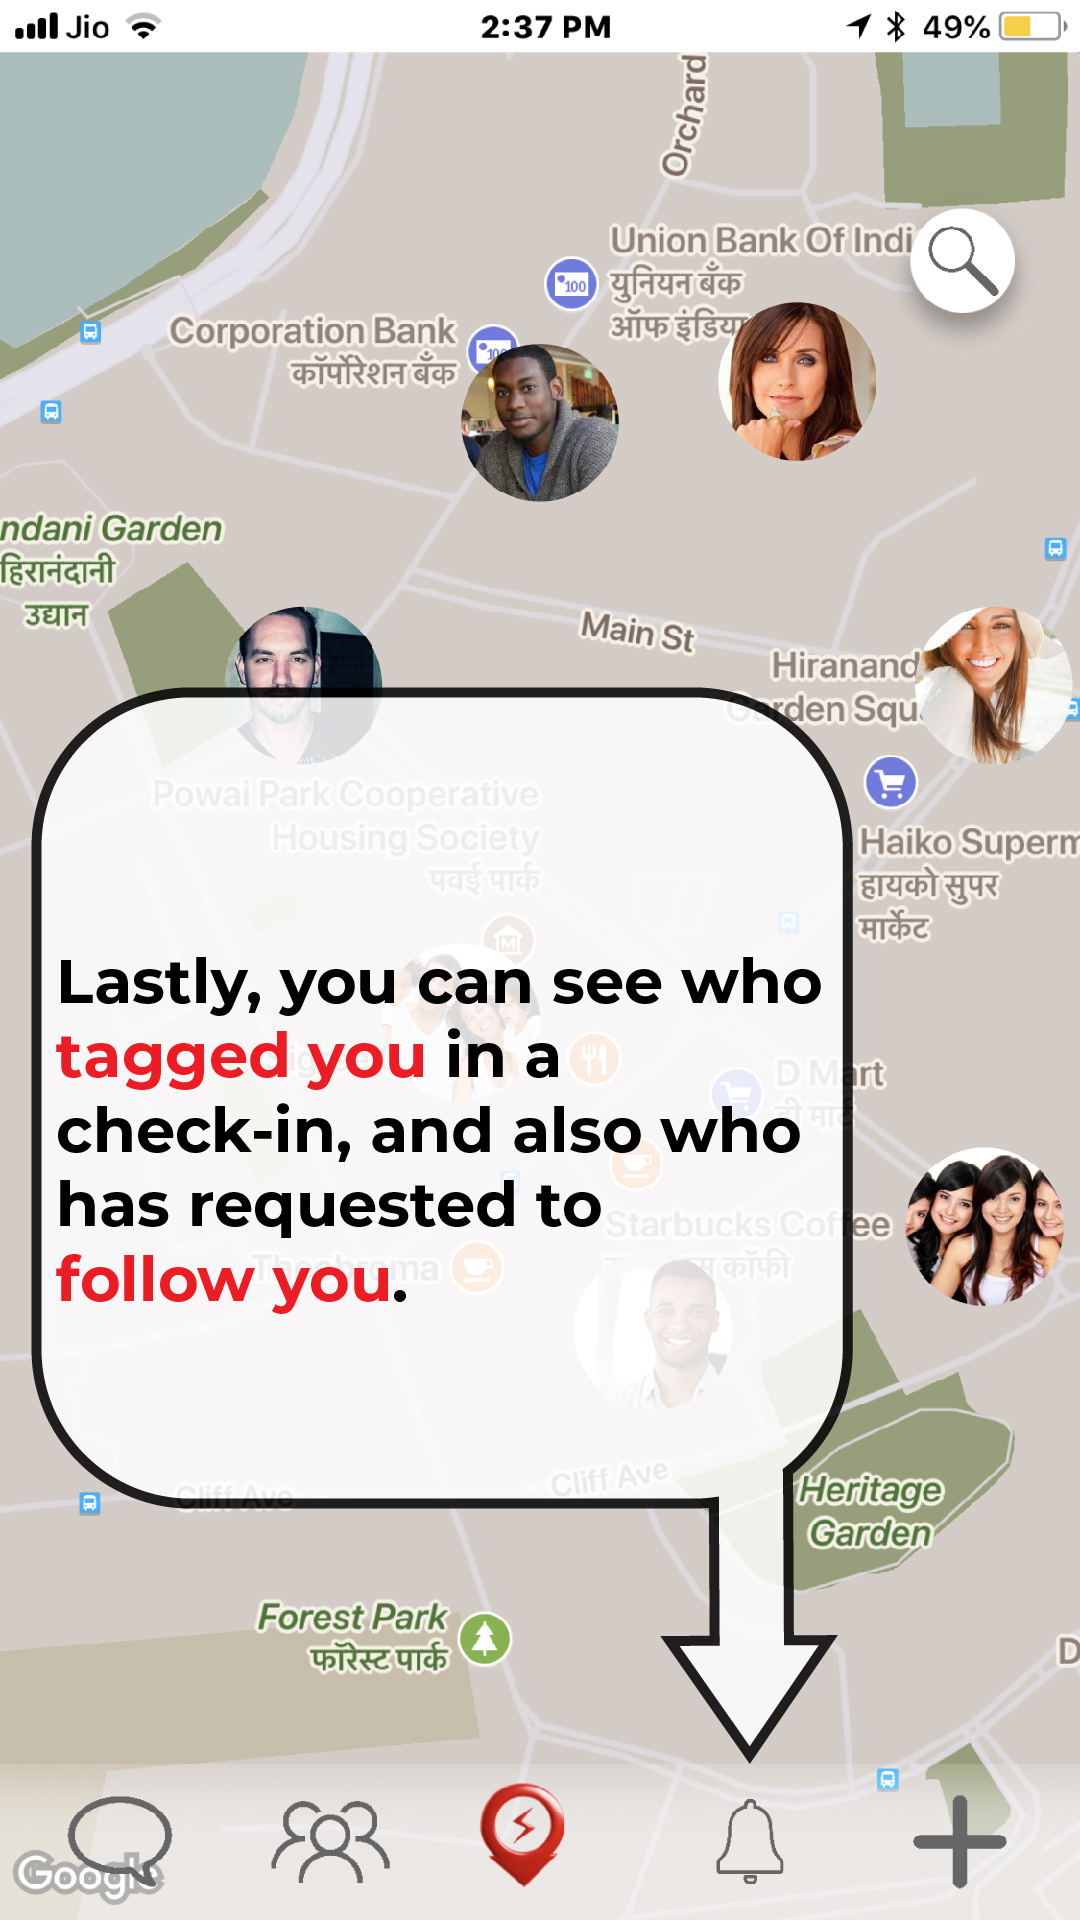 Jio 2:37 PM 49%
Orchard
Union Bank Of Indi
युनियन बँक
ऑफ इंडिया
100
Corporation Bank
कॉर्पोरेशन बँक
100
ndani Garden
हिरानंदानी
उद्यान
Main St
Hiranand
Garden Squ
Powai Park Cooperative
Housing Society
पवई पार्क
Haiko Superm
हायको सुपर
मार्केट
Lastly, you can see who
tagged you in a
check-in, and also who
has requested to
follow you.
D Mart
डी मार्ट
Starbucks Coffee
कॉफी
Theobroma
Cliff Ave
Cliff Ave
Heritage
Garden
Forest Park
फॉरेस्ट पार्क
D
Google